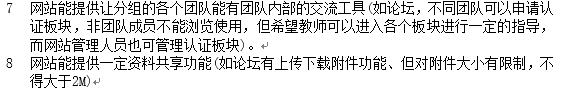 7 网站能提供让分组的各个团队能有团队内部的交流工具(如论坛，不同团队可以申请认
证板块，非团队成员不能浏览使用，但希望教师可以进入各个板块进行一定的指导，
而网站管理人员也可管理认证板块)。
8 网站能提供一定资料共享功能(如论坛有上传下载附件功能、但对附件大小有限制，不
得大于2M)